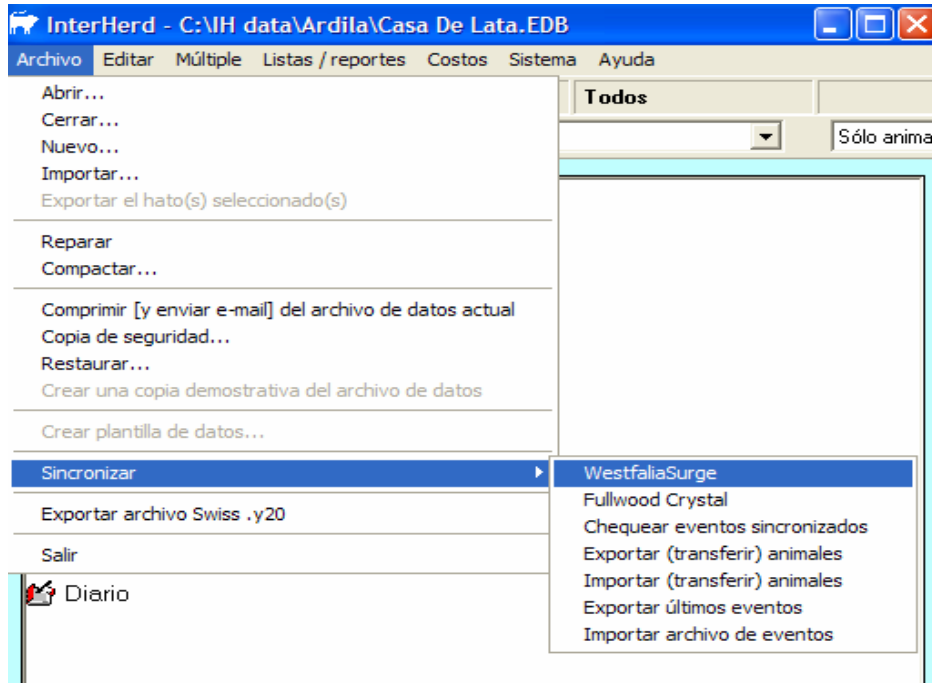 InterHerd - C:\IH data\Ardila\Casa De Lata.EDB
Archivo Editar Múltiple Listas / reportes Costos Sistema Ayuda
Todos
Sólo anima
Abrir...
Cerrar...
Nuevo...
Importar...
Exportar el hato(s) seleccionado(s)
Reparar
Compactar...
Comprimir [y enviar e-mail] del archivo de datos actual
Copia de seguridad...
Restaurar...
Crear una copia demostrativa del archivo de datos
Crear plantilla de datos...
Sincronizar
Exportar archivo Swiss .y20
Salir
WestfaliaSurge
Fullwood Crystal
Chequear eventos sincronizados
Exportar (transferir) animales
Importar (transferir) animales
Exportar últimos eventos
Importar archivo de eventos
Diario